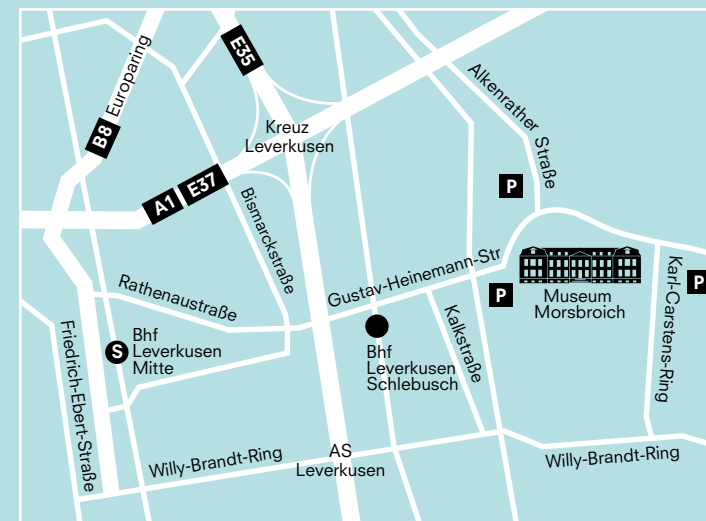 E35
Europaring
B8
Alkenrather Straße
Kreuz
Leverkusen
A1
E37
P
Bismarckstraße
Gustav-Heinemann-Str
Rathenaustraße
P
Museum
Morsbroich
P
Karl-Carstens-Ring
Kalkstraße
Friedrich-Ebert-Straße
S
Bhf
Leverkusen
Mitte
Bhf
Leverkusen
Schlebusch
AS
Leverkusen
Willy-Brandt-Ring
Willy-Brandt-Ring